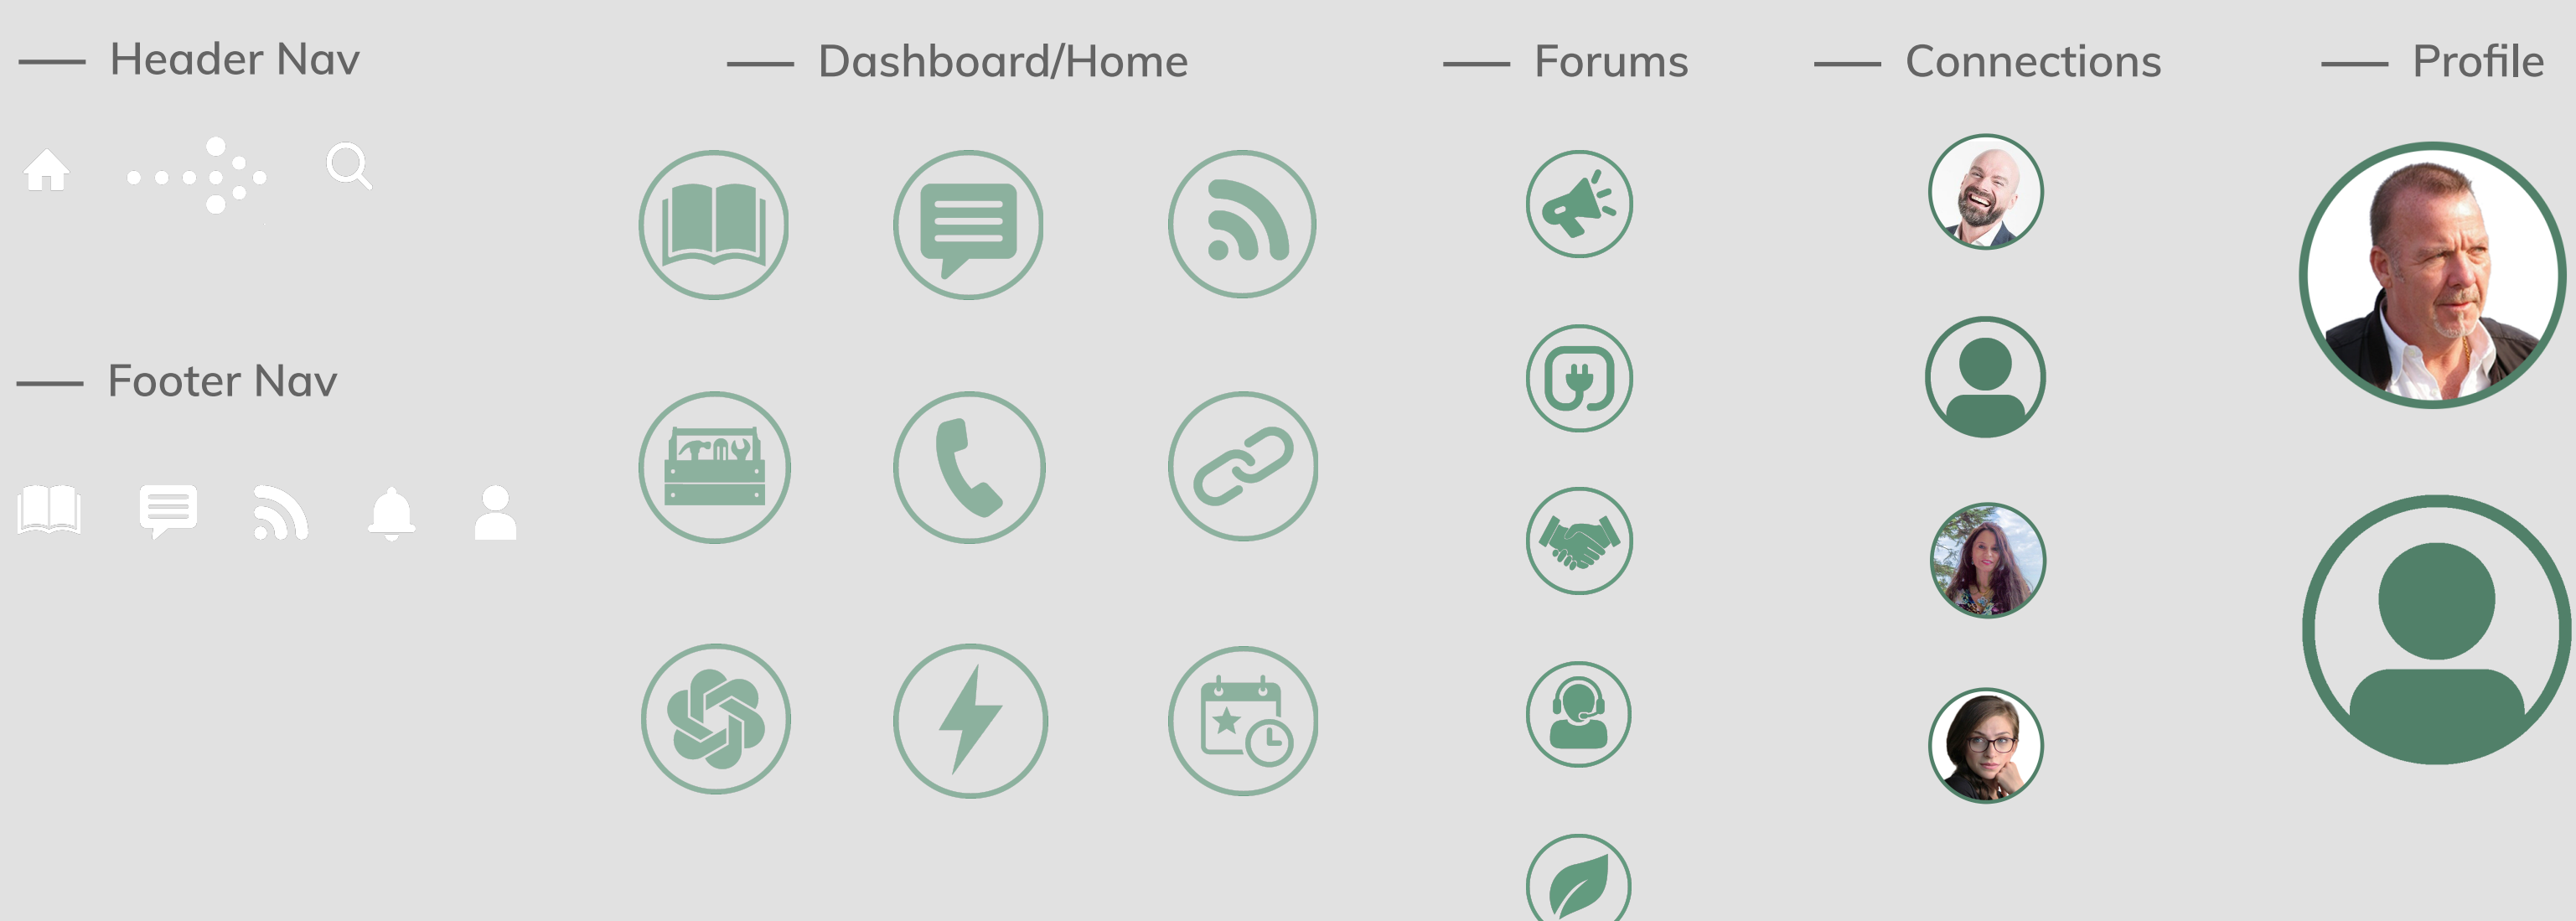 Header Nav
Dashboard/Home
Forums
Connections
Profile
Footer Nav